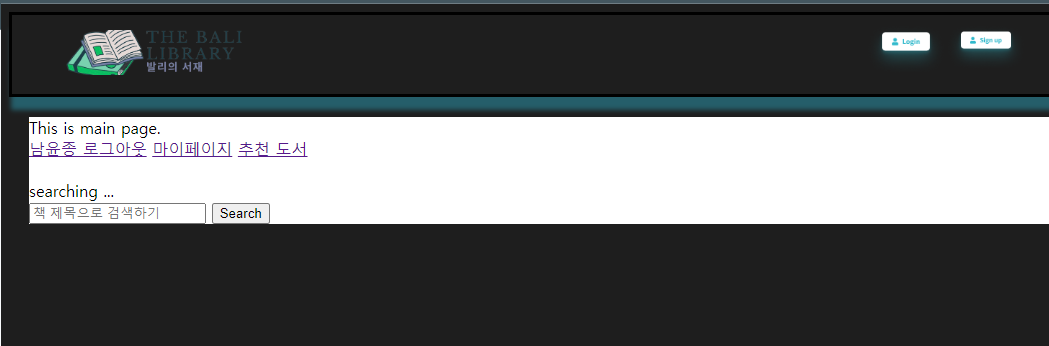 THE BALI
LIBRARY
발리의 서재
Login
Sign up
This is main page.
남윤종 로그아웃 마이페이지 추천 도서
searching ...
책 제목으로 검색하기 Search